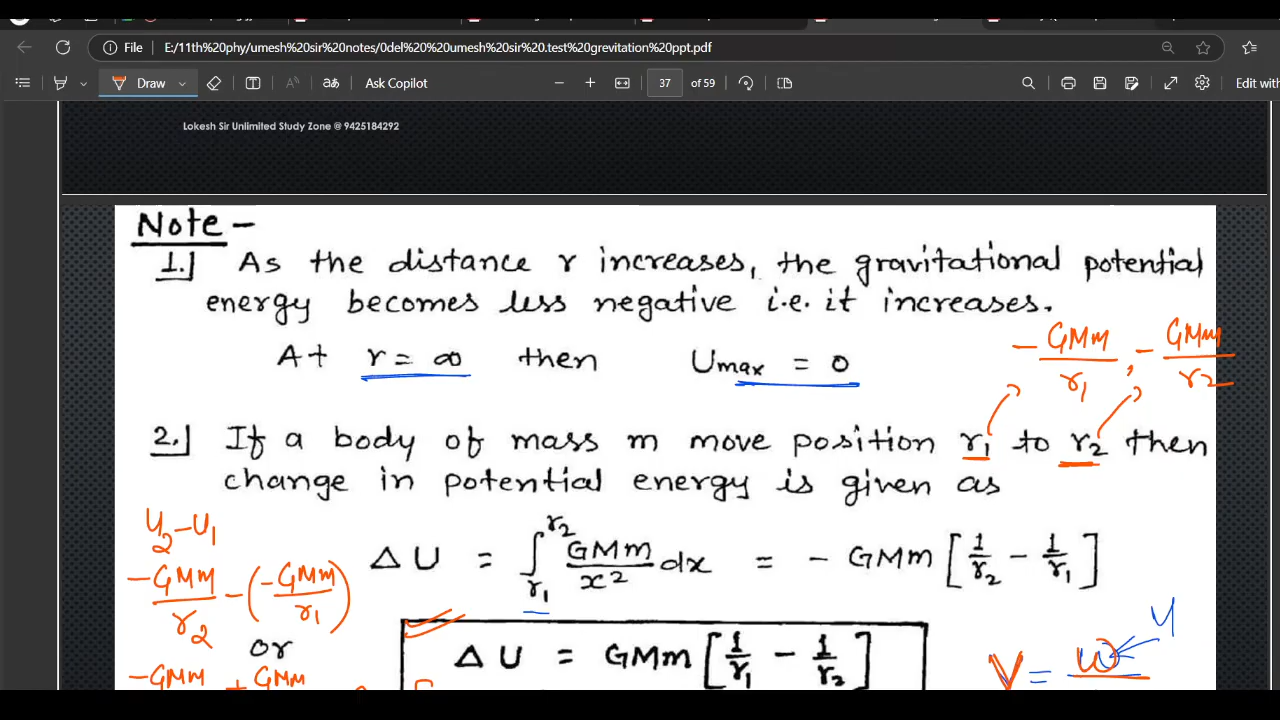 File E:/11th%20phy/umesh%20sir%20notes/0del%20%20umesh%20sir%20.test%20grevitation%20ppt.pdf
Draw Ask Copilot 37 of 59 Edit with
Lokesh Sir Unlimited Study Zone @ 9425184292
Note -
1.] As the distance r increases, the gravitational potential
energy becomes less negative i.e. it increases.
At r = ∞ then Umax = 0
- GMm/r1 , - GMm/r2
2.] If a body of mass m move position r1 to r2 then
change in potential energy is given as
U2 - U1
ΔU = ∫r1^r2 GMm/x² dx = - GMm [1/r2 - 1/r1]
-GMm/r2 - (-GMm/r1)
or
ΔU = GMm [1/r1 - 1/r2]
-GMm + GMm
V = W U